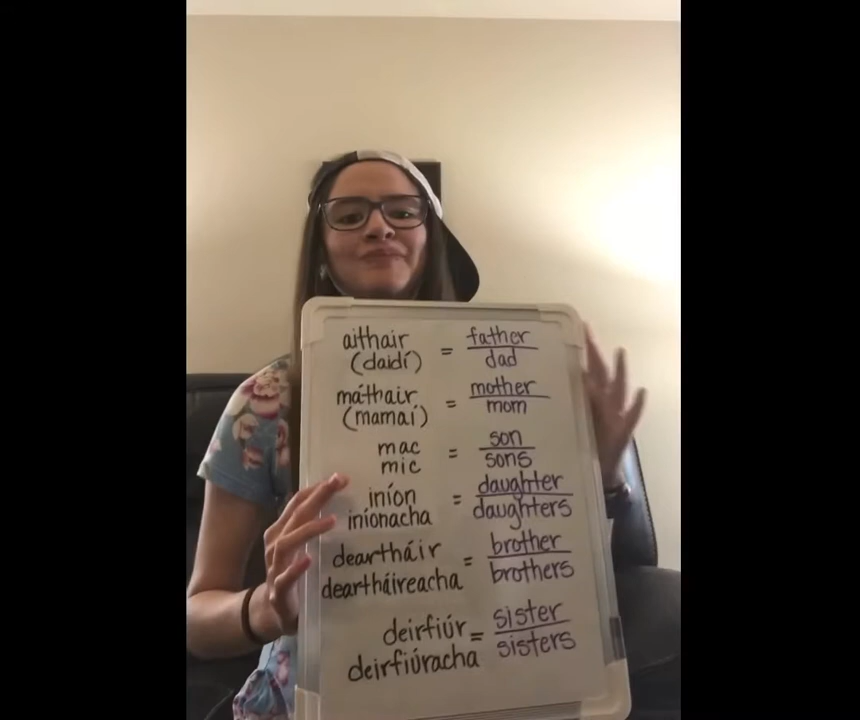 aithair = father
(daidí) dad
máthair = mother
(mamaí) mom
mac = son
mic sons
iníon = daughter
iníonacha daughters
deartháir = brother
deartháireacha brothers
deirfiúr = sister
deirfiúracha sisters